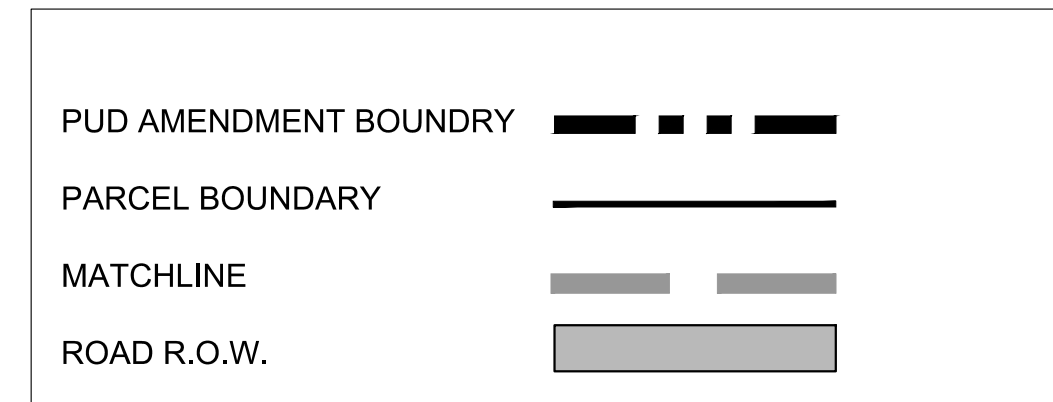 PUD AMENDMENT BOUNDRY
PARCEL BOUNDARY
MATCHLINE
ROAD R.O.W.